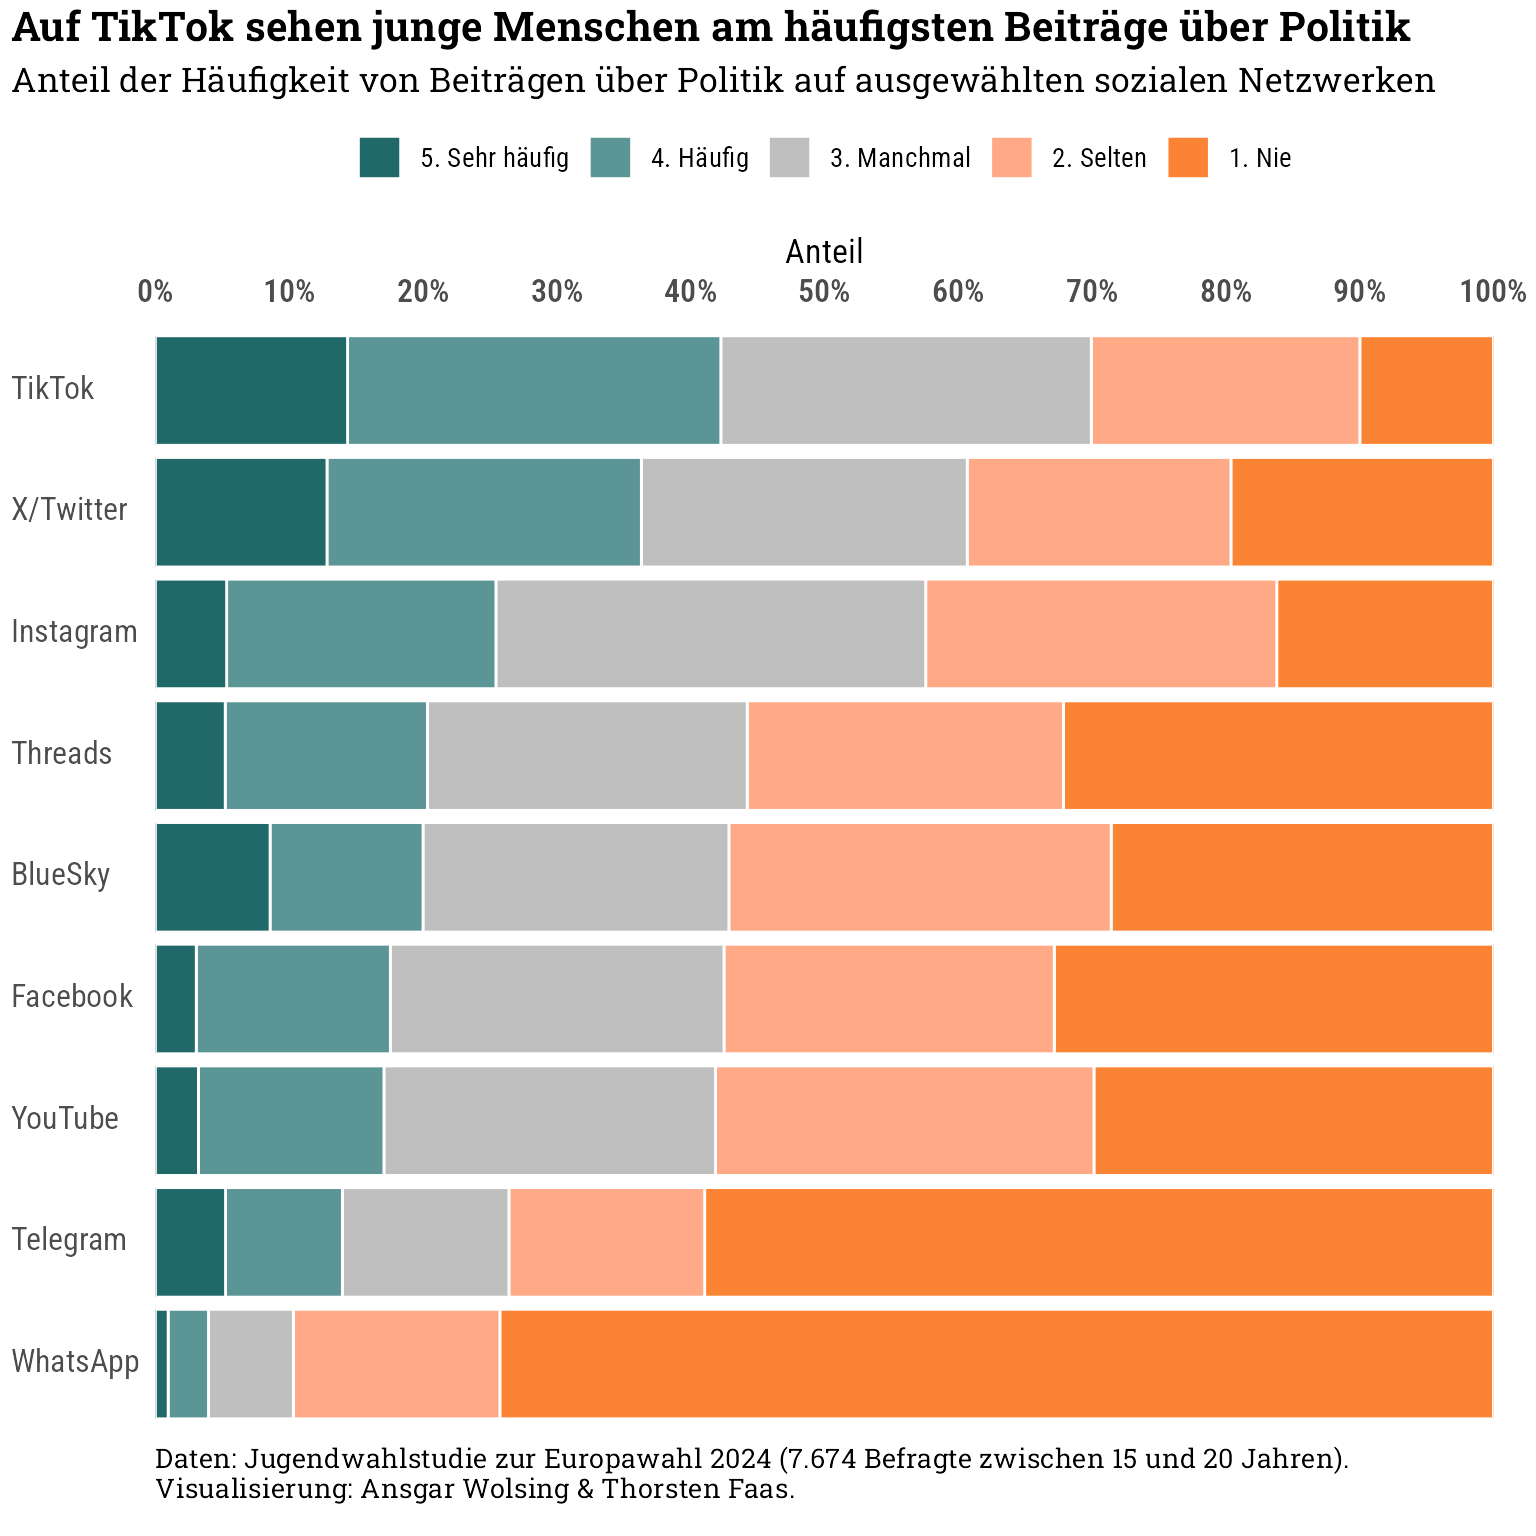 Auf TikTok sehen junge Menschen am häufigsten Beiträge über Politik
Anteil der Häufigkeit von Beiträgen über Politik auf ausgewählten sozialen Netzwerken
5. Sehr häufig 4. Häufig 3. Manchmal 2. Selten 1. Nie
Anteil
0% 10% 20% 30% 40% 50% 60% 70% 80% 90% 100%
TikTok
X/Twitter
Instagram
Threads
BlueSky
Facebook
YouTube
Telegram
WhatsApp
Daten: Jugendwahlstudie zur Europawahl 2024 (7.674 Befragte zwischen 15 und 20 Jahren).
Visualisierung: Ansgar Wolsing & Thorsten Faas.